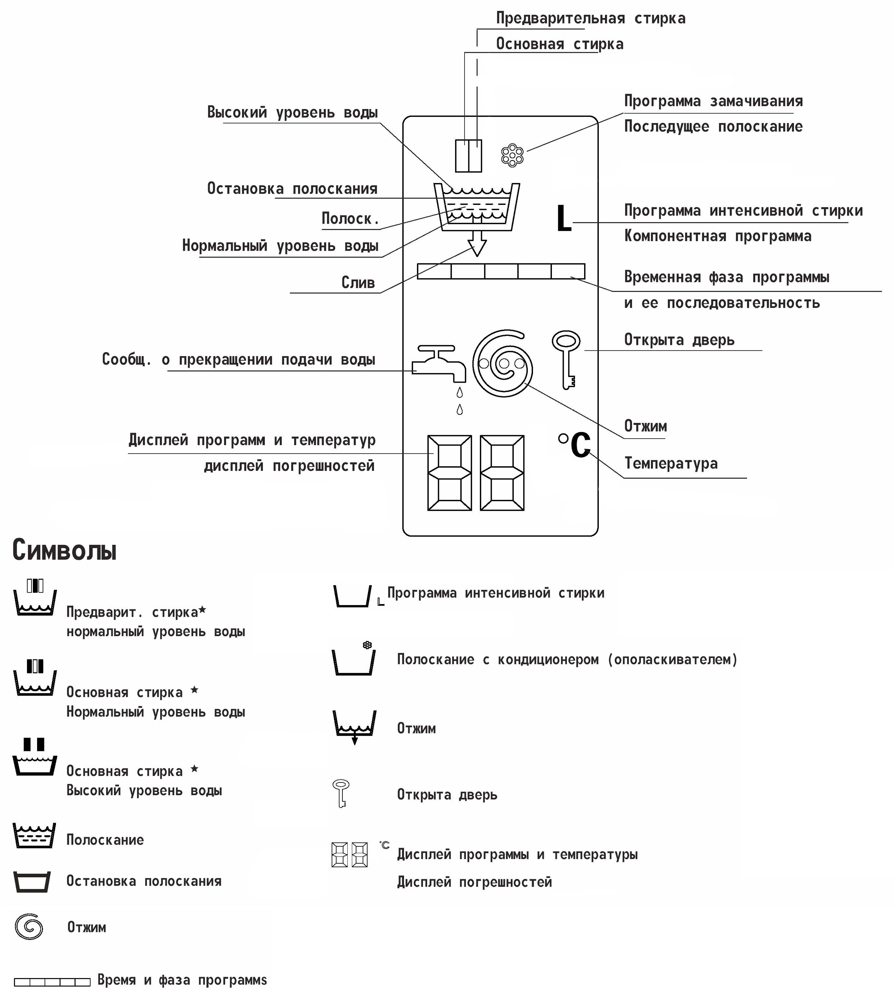 Предварительная стирка
Основная стирка
Высокий уровень воды
Программа замачивания
Последущее полоскание
Остановка полоскания
Полоск.
Нормальный уровень воды
Слив
L
Программа интенсивной стирки
Компонентная программа
Временная фаза программы
и ее последовательность
Открыта дверь
Сообщ. о прекращении подачи воды
Отжим
Дисплей программ и температур
дисплей погрешностей
88
°C
Температура
Символы
Предварит. стирка★
нормальный уровень воды
Основная стирка ★
Нормальный уровень воды
Основная стирка ★
Высокий уровень воды
Полоскание
Остановка полоскания
Отжим
Время и фаза программs
L Программа интенсивной стирки
Полоскание с кондиционером (ополаскивателем)
Отжим
Открыта дверь
88 °C Дисплей программы и температуры
Дисплей погрешностей